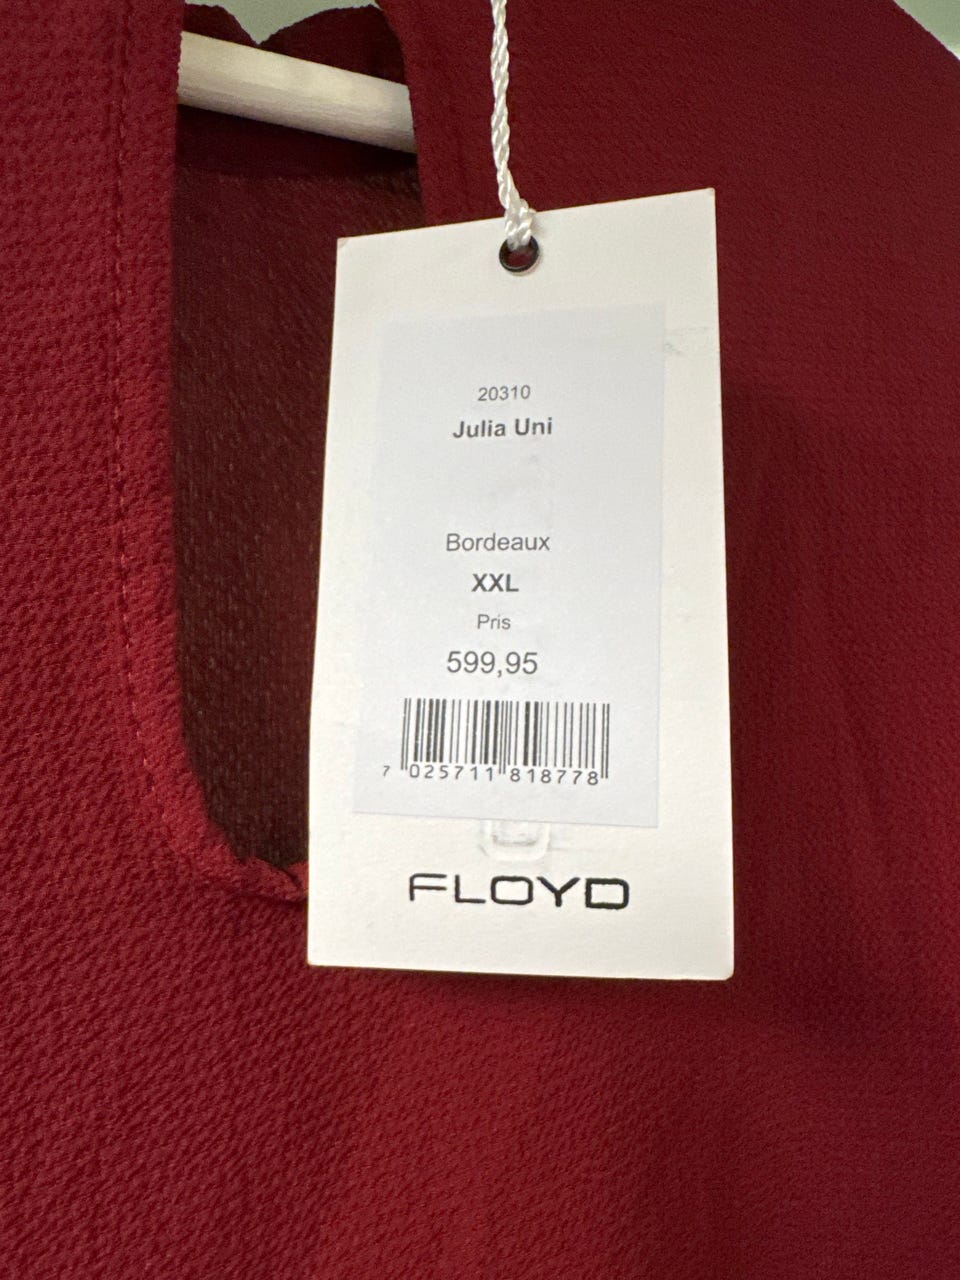 20310
Julia Uni
Bordeaux
XXL
Pris
599,95
7 025711 818778
FLOYD